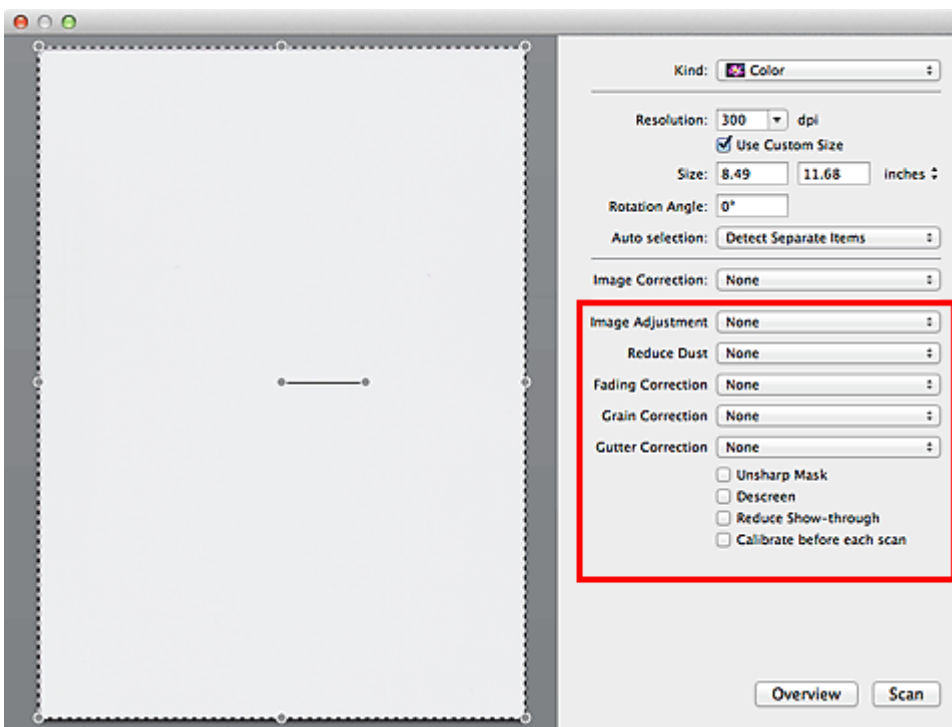 Kind: Color
Resolution: 300 dpi
Use Custom Size
Size: 8.49 11.68 inches
Rotation Angle: 0°
Auto selection: Detect Separate Items
Image Correction: None
Image Adjustment None
Reduce Dust None
Fading Correction None
Grain Correction None
Gutter Correction None
Unsharp Mask
Descreen
Reduce Show-through
Calibrate before each scan
Overview Scan